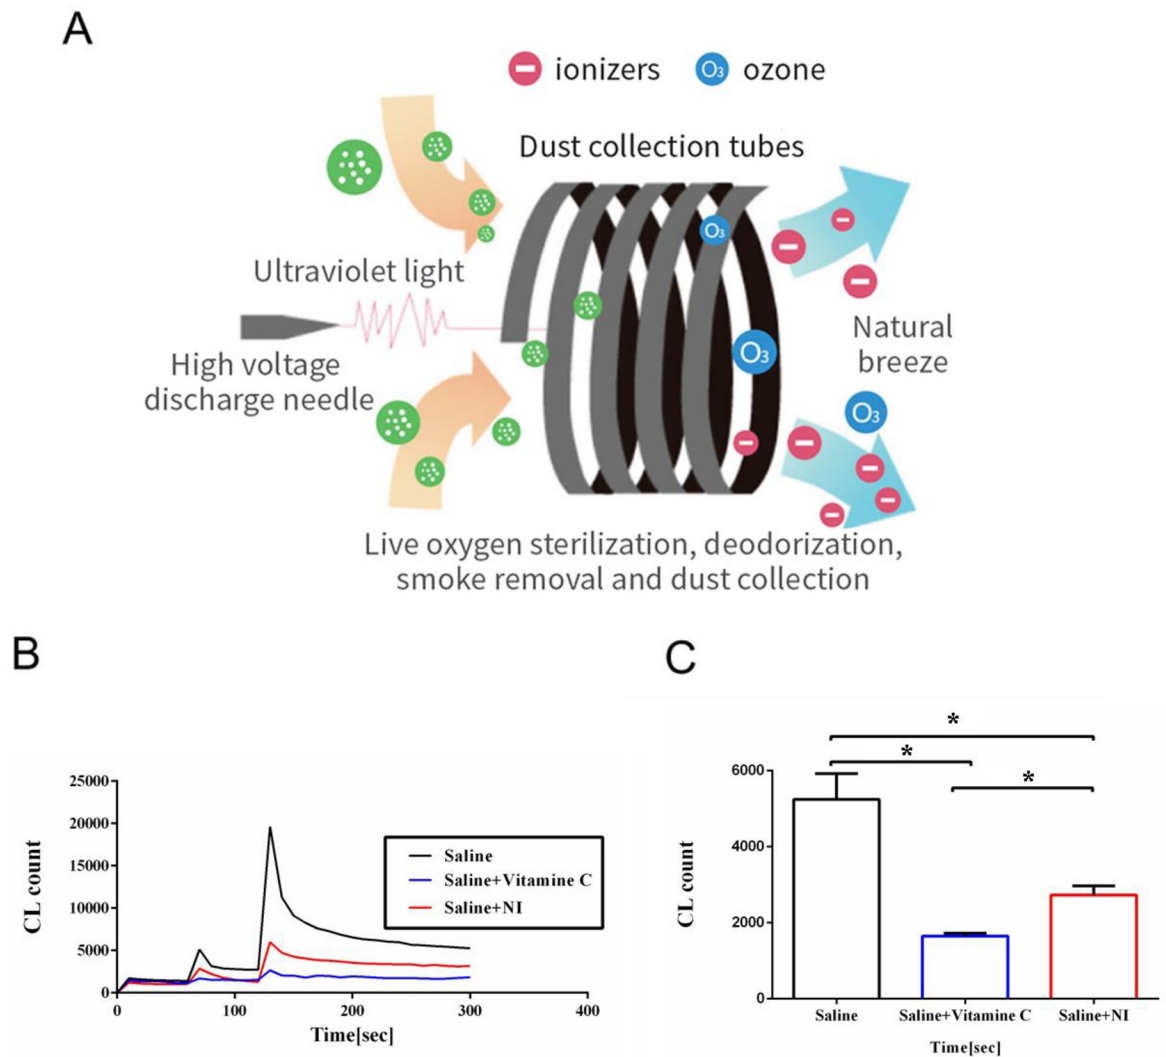 A
ionizers
O3 ozone
Dust collection tubes
O3
Ultraviolet light
High voltage
discharge needle
O3
Natural
breeze
O3
Live oxygen sterilization, deodorization,
smoke removal and dust collection
B
25000
20000
15000
10000
5000
0
CL count
0 100 200 300 400
Time[sec]
Saline
Saline+Vitamine C
Saline+NI
C
*
*
*
6000
4000
2000
0
CL count
Saline Saline+Vitamine C Saline+NI
Time[sec]